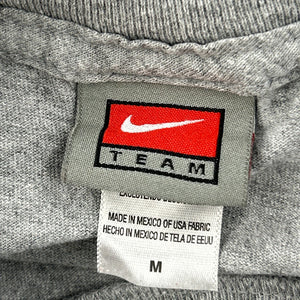 TEAM
MADE IN MEXICO OF USA FABRIC
HECHO EN MEXICO DE TELA DE EEUU
M